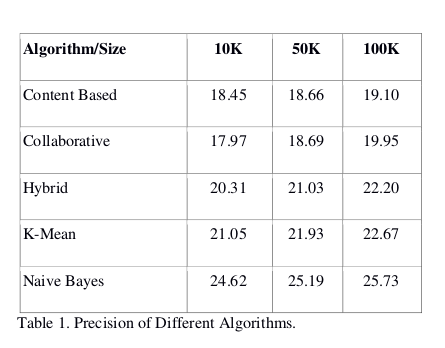 Algorithm/Size 10K 50K 100K
Content Based 18.45 18.66 19.10
Collaborative 17.97 18.69 19.95
Hybrid 20.31 21.03 22.20
K-Mean 21.05 21.93 22.67
Naive Bayes 24.62 25.19 25.73
Table 1. Precision of Different Algorithms.